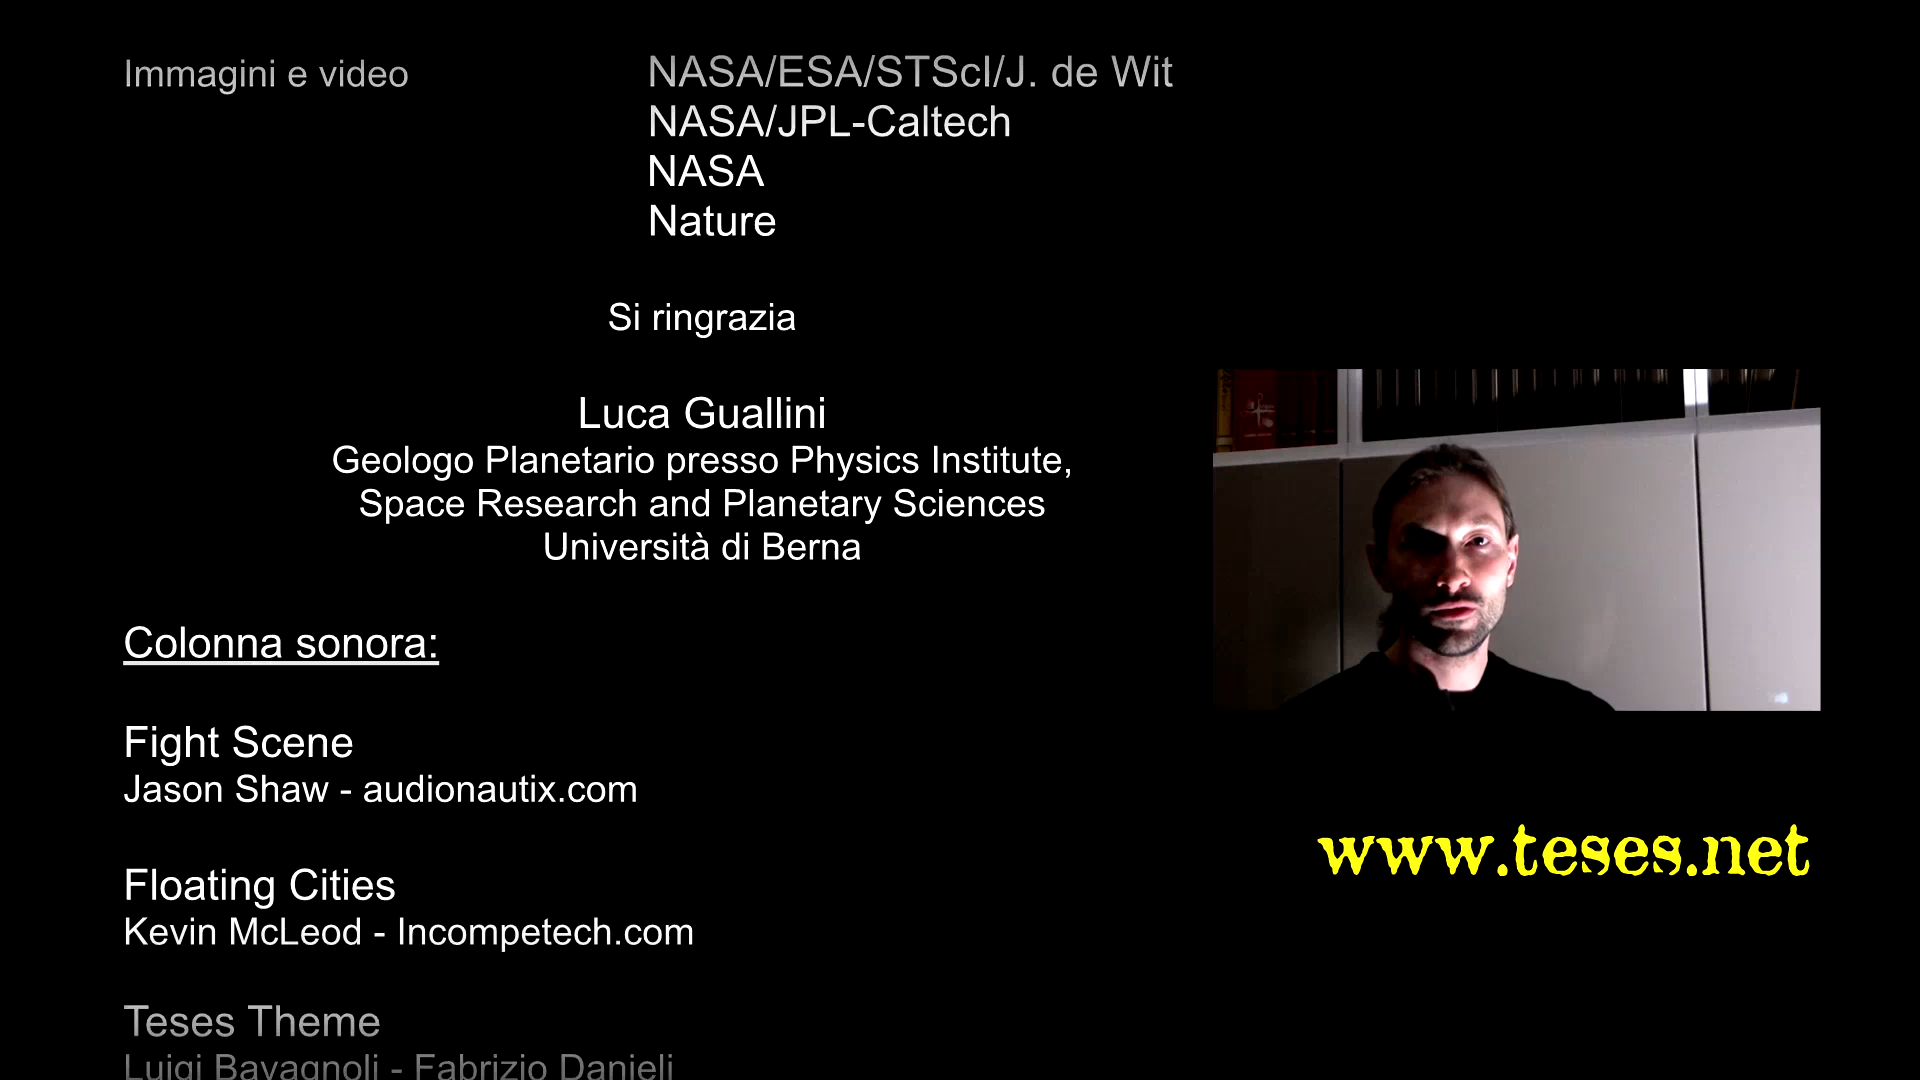 Immagini e video NASA/ESA/STScI/J. de Wit
NASA/JPL-Caltech
NASA
Nature
Si ringrazia
Luca Guallini
Geologo Planetario presso Physics Institute,
Space Research and Planetary Sciences
Università di Berna
Colonna sonora:
Fight Scene
Jason Shaw - audionautix.com
Floating Cities
Kevin McLeod - Incompetech.com
Teses Theme
Luigi Bavagnoli - Fabrizio Danieli
www.teses.net